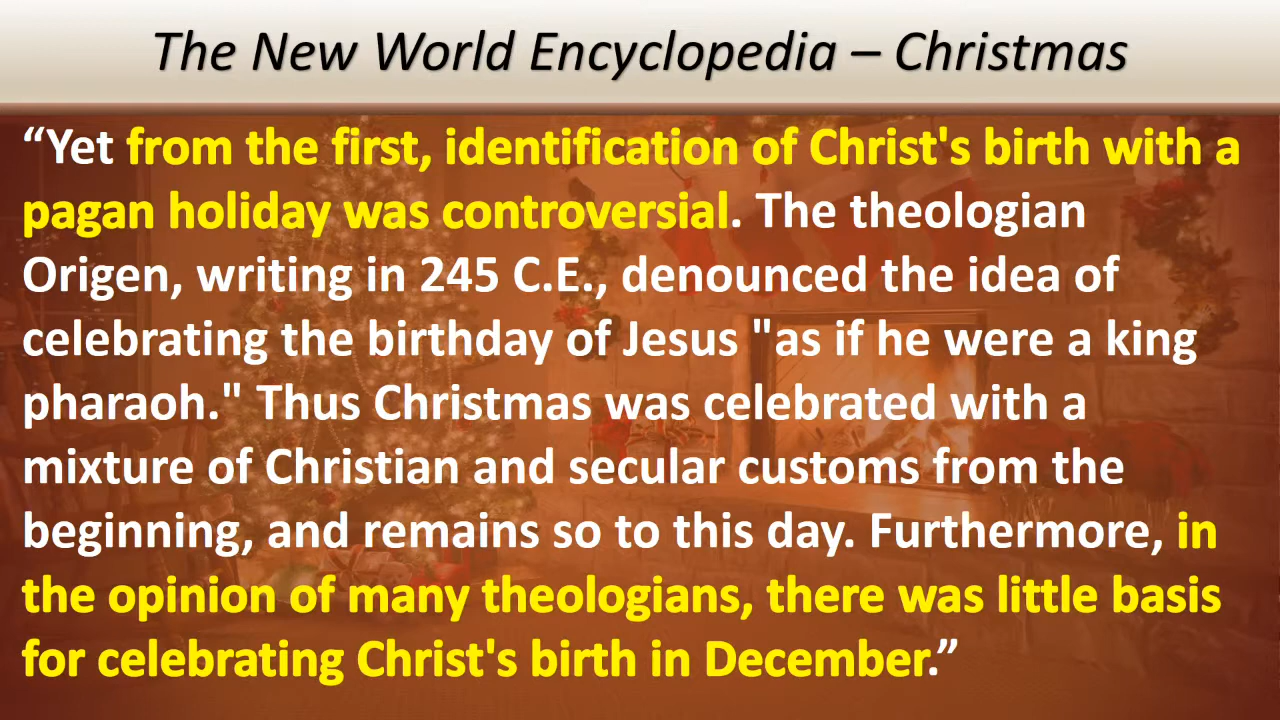 The New World Encyclopedia – Christmas
“Yet from the first, identification of Christ's birth with a
pagan holiday was controversial. The theologian
Origen, writing in 245 C.E., denounced the idea of
celebrating the birthday of Jesus "as if he were a king
pharaoh." Thus Christmas was celebrated with a
mixture of Christian and secular customs from the
beginning, and remains so to this day. Furthermore, in
the opinion of many theologians, there was little basis
for celebrating Christ's birth in December.”